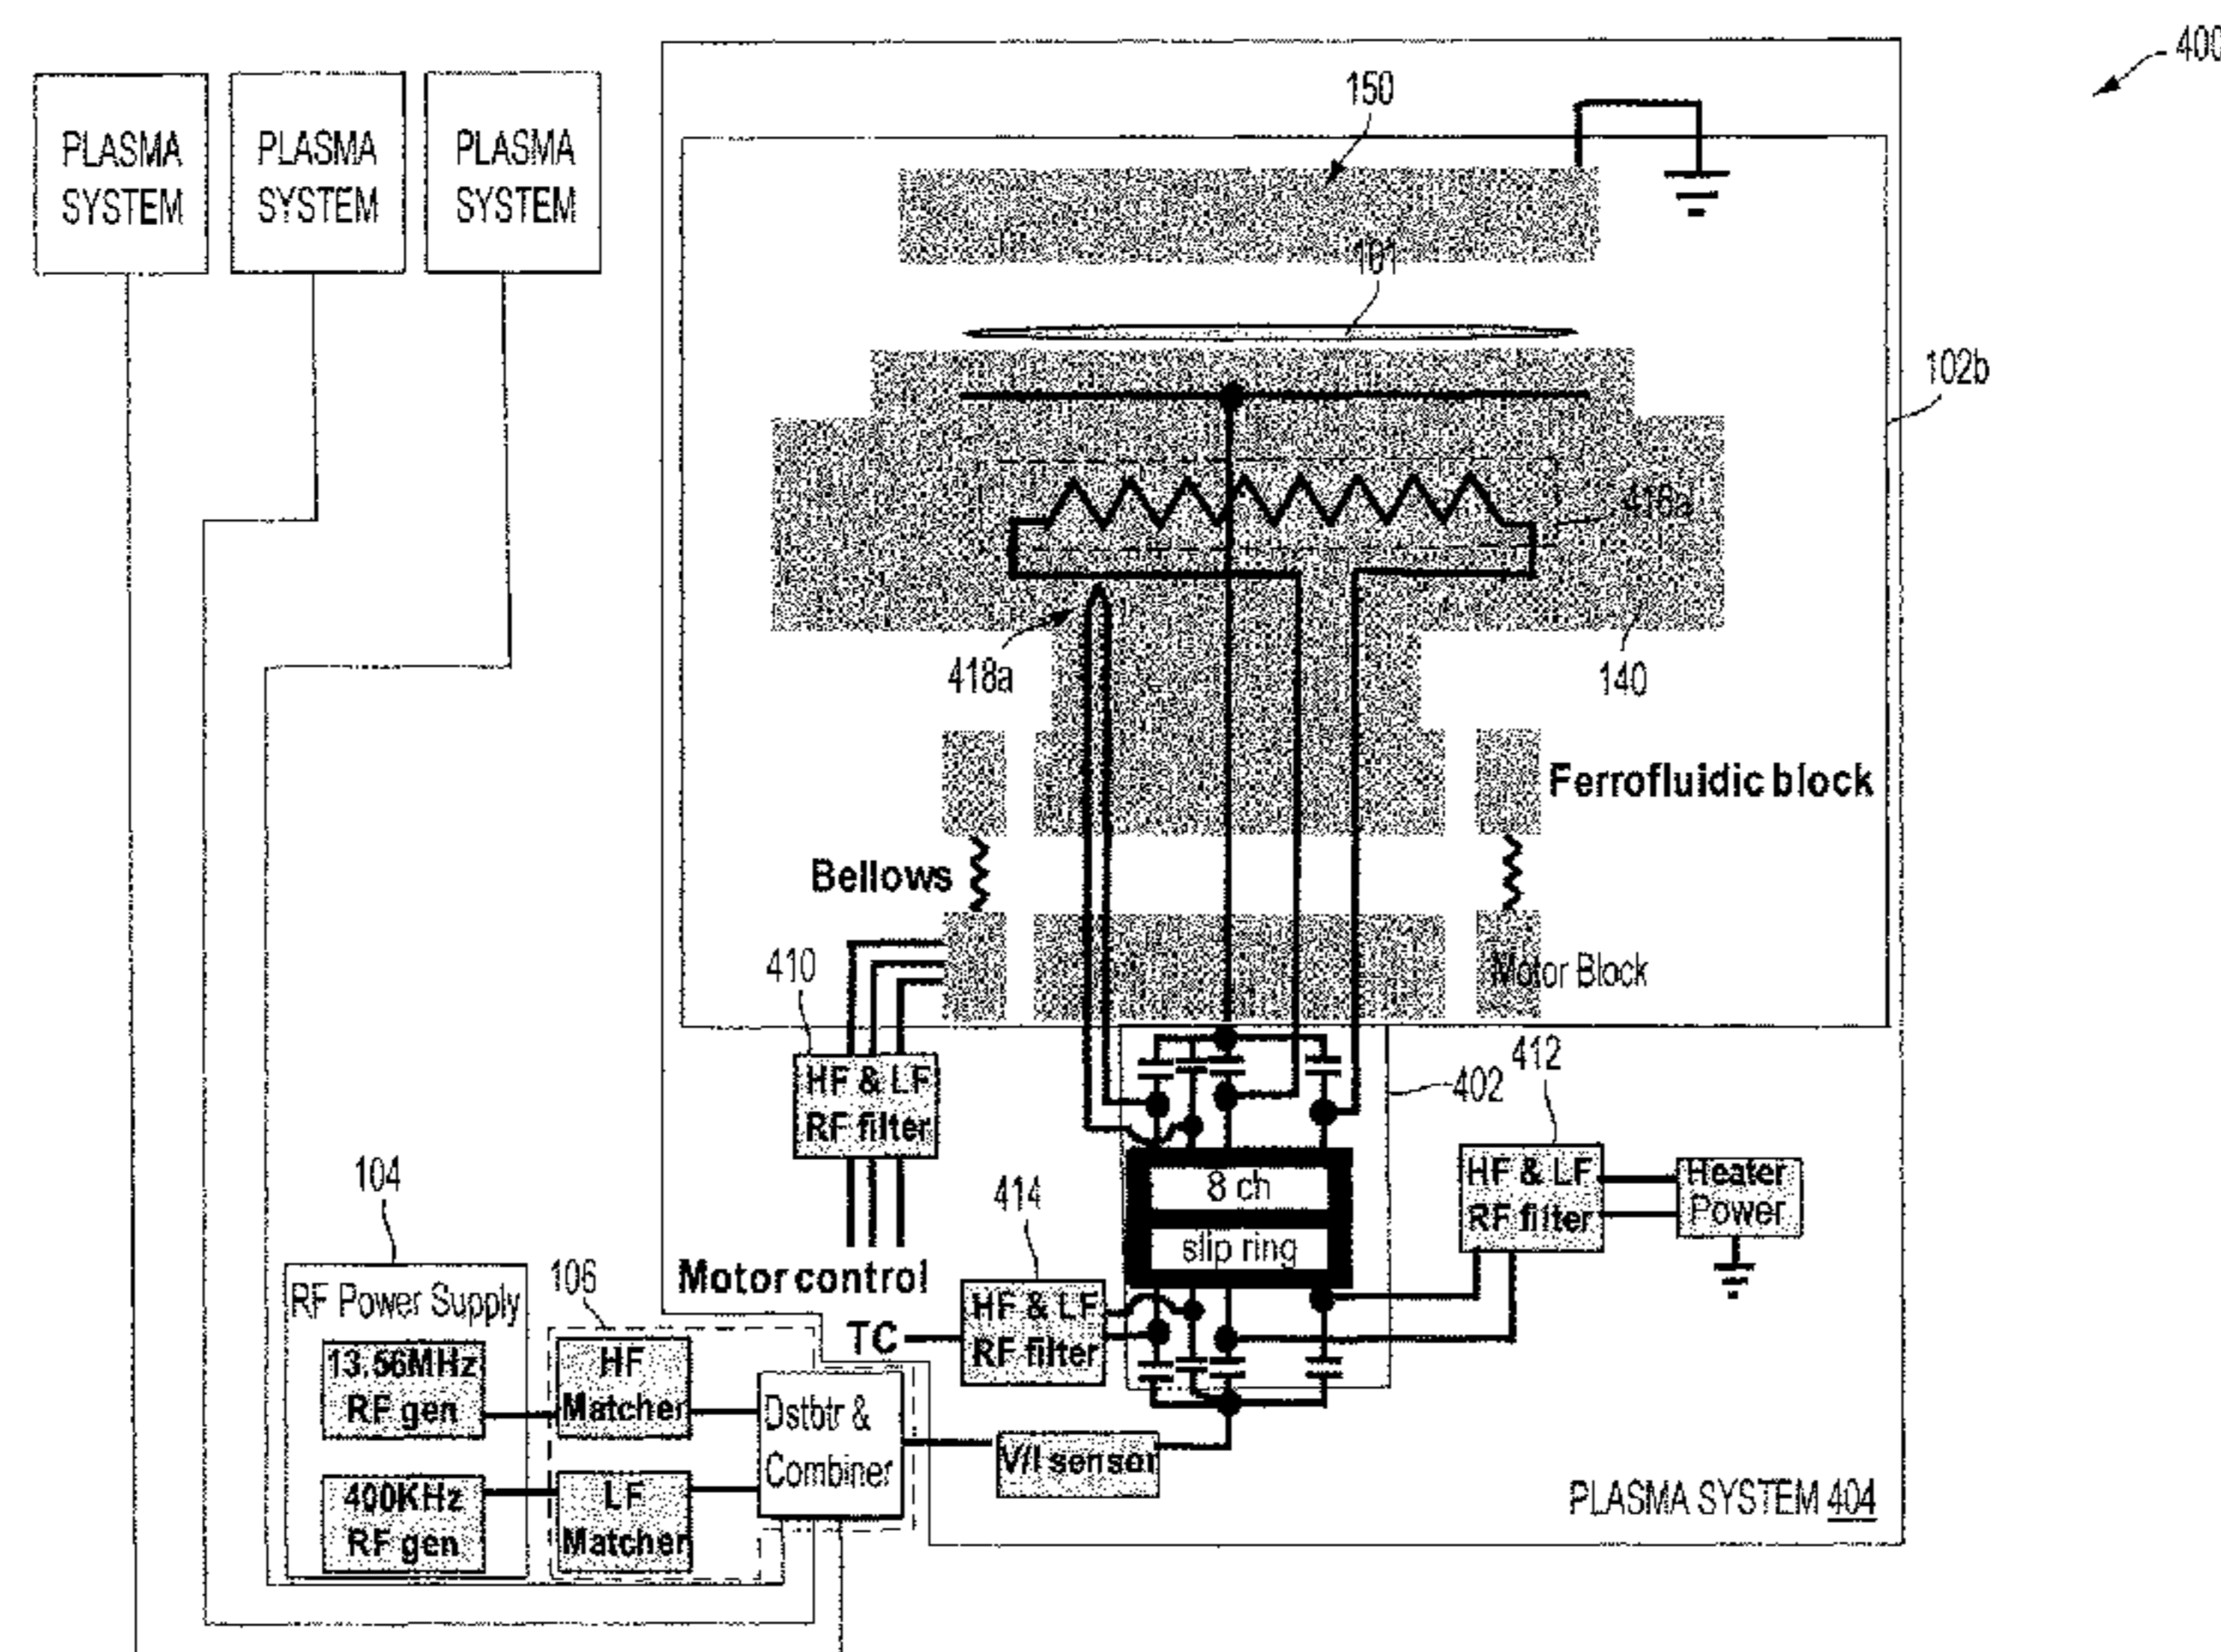 400
PLASMA
SYSTEM
PLASMA
SYSTEM
PLASMA
SYSTEM
150
101
102b
416a
418a
140
Ferrofluidic block
Bellows
410
Motor Block
HF & LF
RF filter
402
412
HF & LF
RF filter
Heater
Power
8 ch
slip ring
414
HF & LF
RF filter
Motor control
TC
104
RF Power Supply
106
13.56MHz
RF gen
HF
Matcher
Dstbtr &
Combiner
V/I sensor
400KHz
RF gen
LF
Matcher
PLASMA SYSTEM 404